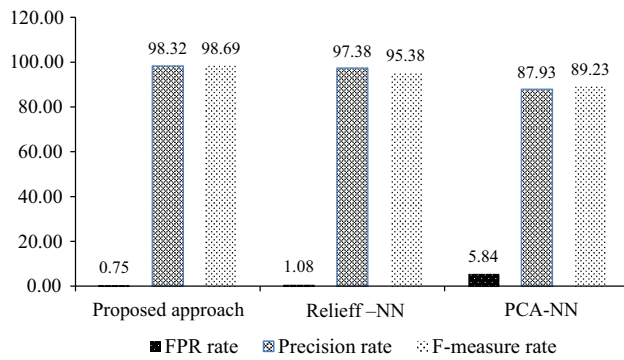 120.00
100.00
80.00
60.00
40.00
20.00
0.00
0.75
98.32
98.69
1.08
97.38
95.38
5.84
87.93
89.23
Proposed approach
Relieff –NN
PCA-NN
FPR rate
Precision rate
F-measure rate